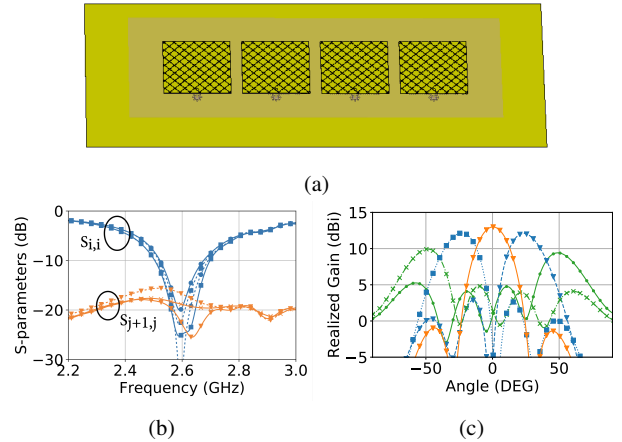 (a)
0
−10
−20
−30
2.2 2.4 2.6 2.8 3.0
S-parameters (dB)
Frequency (GHz)
Si,i
Sj+1,j
(b)
15
10
5
0
−5
−50 0 50
Realized Gain (dBi)
Angle (DEG)
(c)